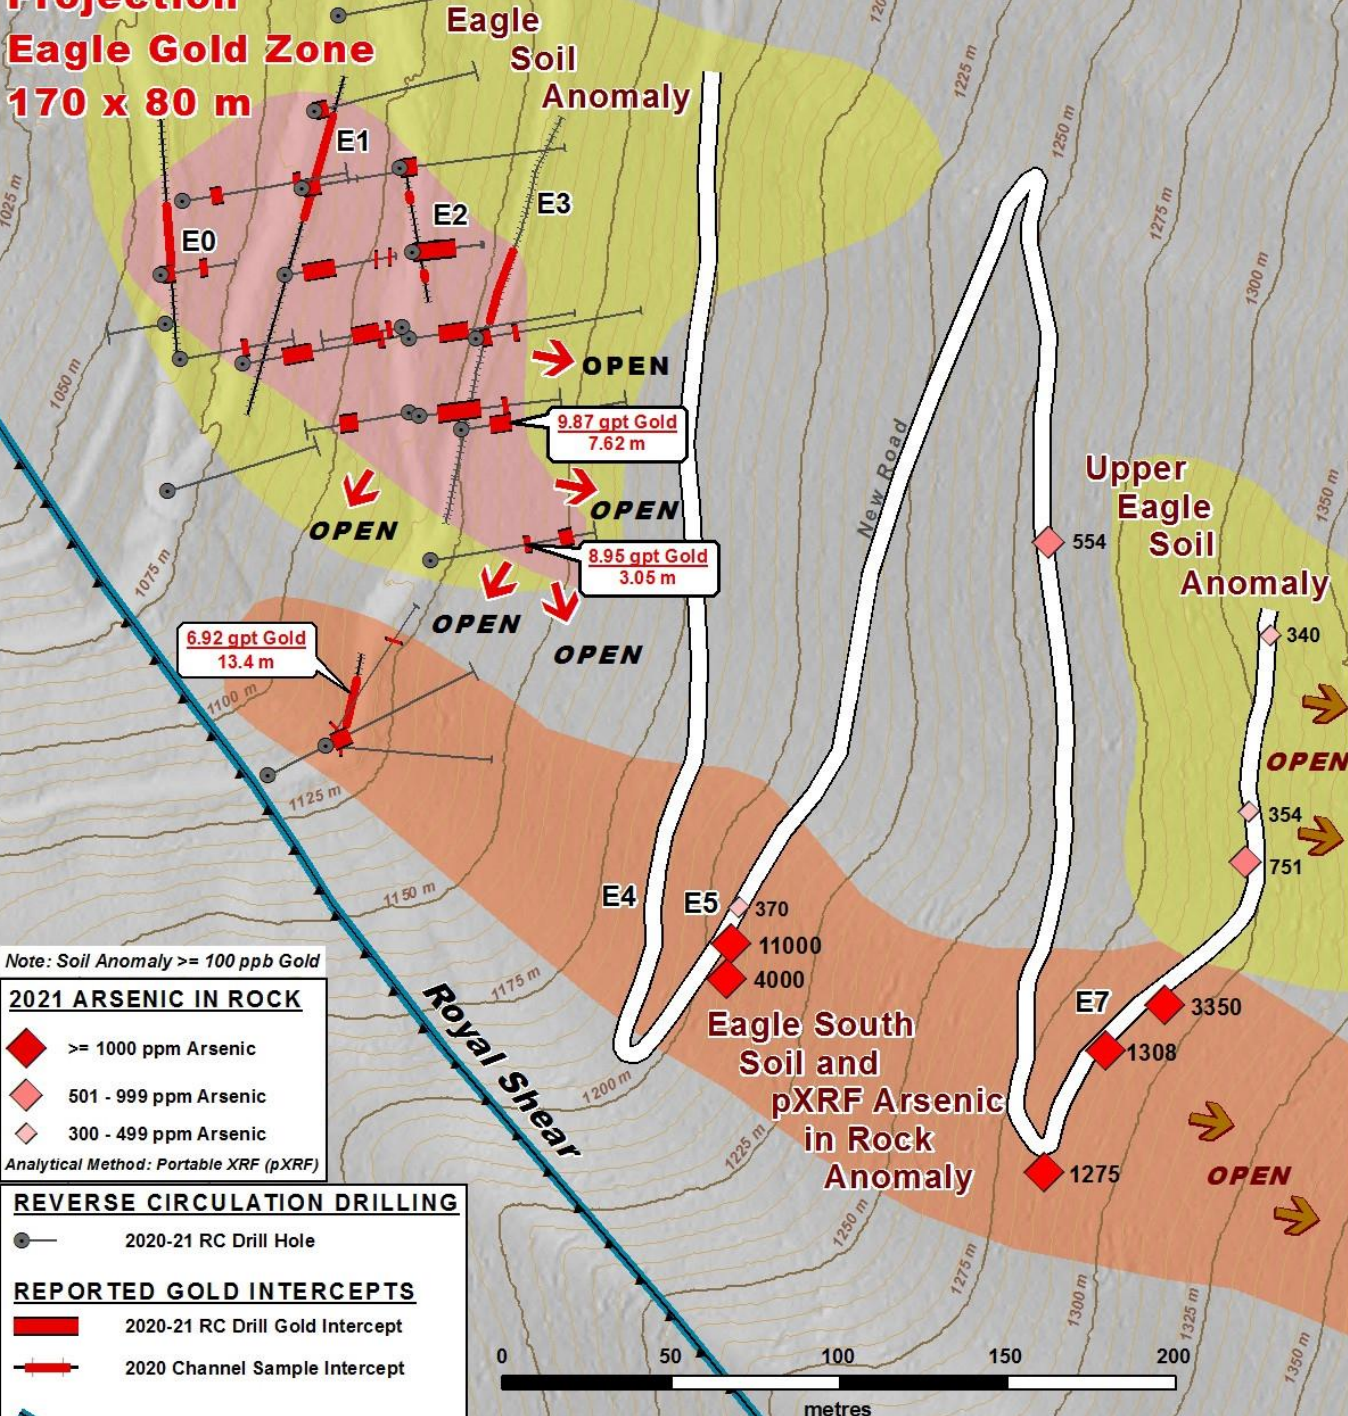 Projection
Eagle Gold Zone
170 x 80 m
Eagle
Soil
Anomaly
1225 m
1250 m
1275 m
1300 m
1350 m
1025 m
1050 m
1075 m
1100 m
1125 m
1150 m
1175 m
1200 m
1225 m
1250 m
1275 m
1300 m
1325 m
1350 m
E1
E0
E2
E3
OPEN
9.87 gpt Gold
7.62 m
OPEN
OPEN
8.95 gpt Gold
3.05 m
OPEN
OPEN
6.92 gpt Gold
13.4 m
New Road
Upper
Eagle
Soil
Anomaly
554
340
OPEN
354
751
E4
E5
370
11000
4000
E7
3350
1308
1275
Eagle South
Soil and
pXRF Arsenic
in Rock
Anomaly
OPEN
Royal Shear
Note: Soil Anomaly >= 100 ppb Gold
2021 ARSENIC IN ROCK
>= 1000 ppm Arsenic
501 - 999 ppm Arsenic
300 - 499 ppm Arsenic
Analytical Method: Portable XRF (pXRF)
REVERSE CIRCULATION DRILLING
2020-21 RC Drill Hole
REPORTED GOLD INTERCEPTS
2020-21 RC Drill Gold Intercept
2020 Channel Sample Intercept
0 50 100 150 200
metres